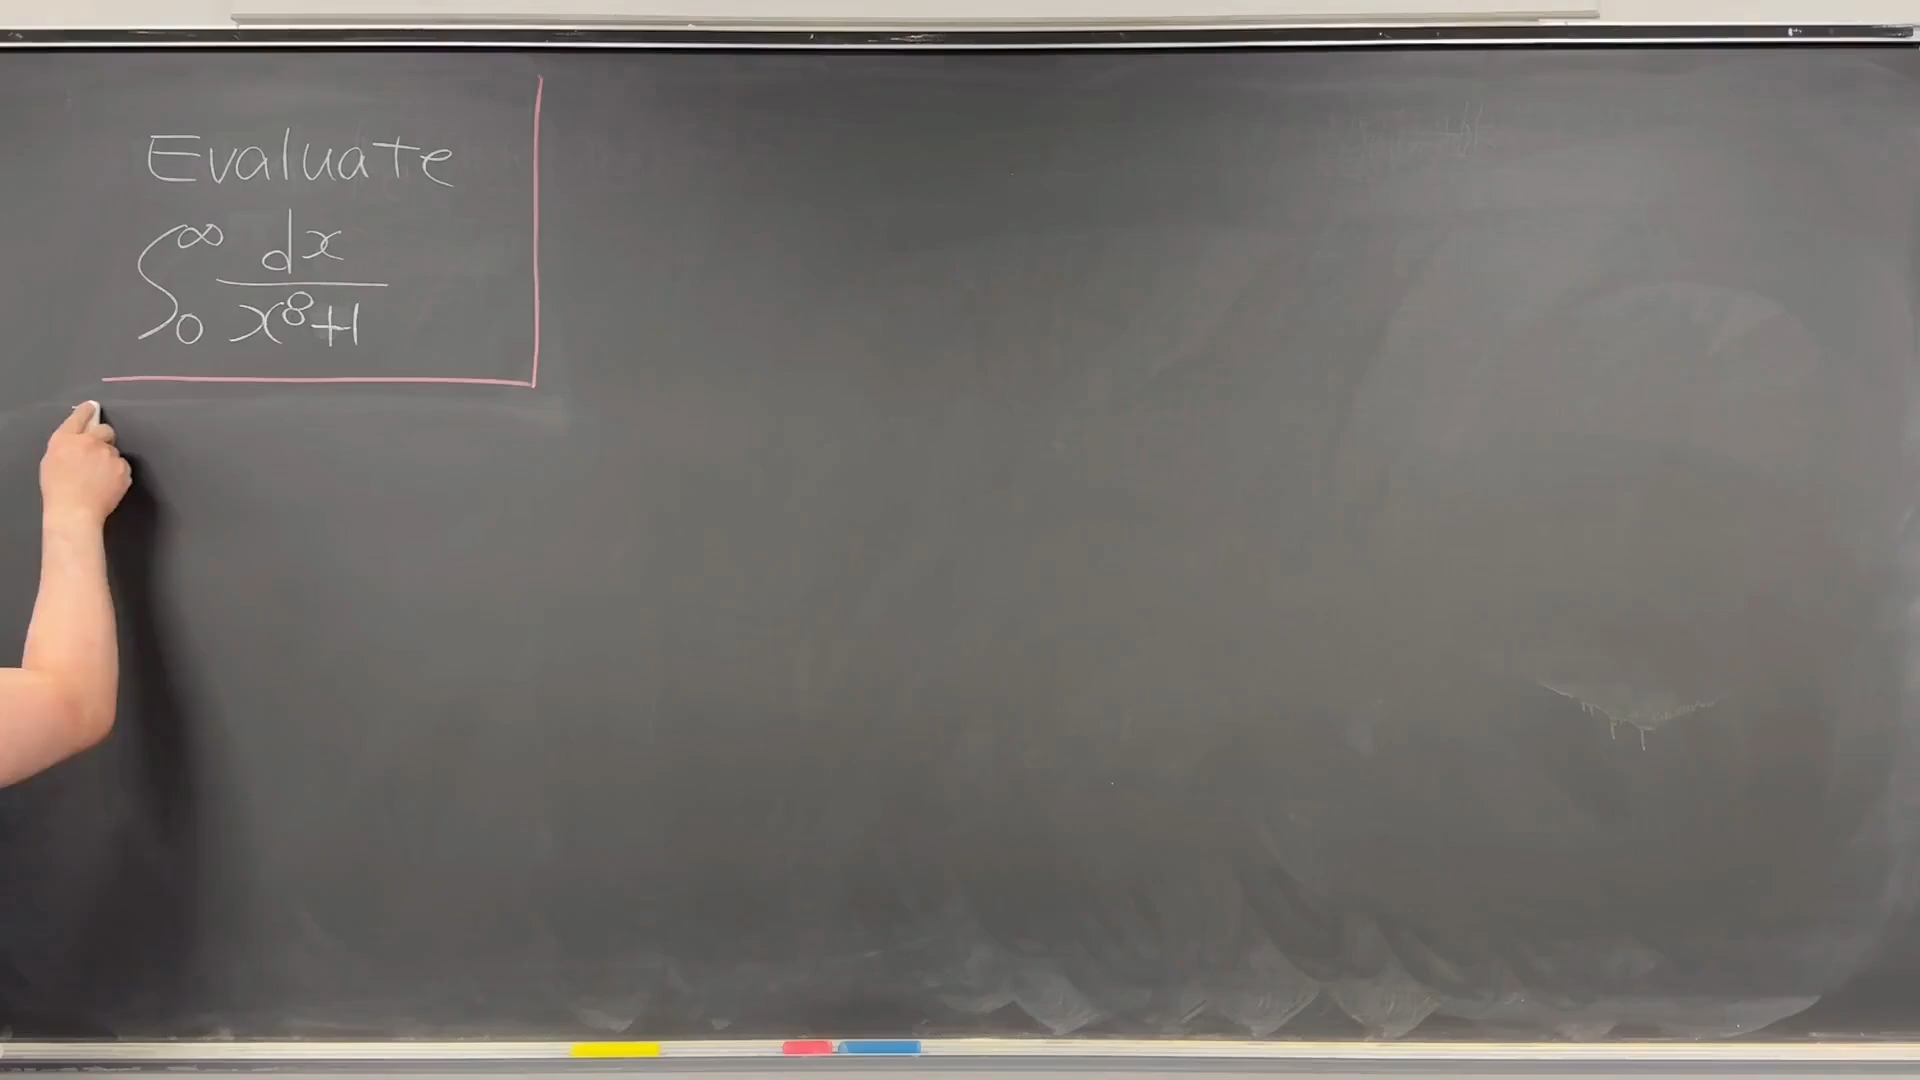 Evaluate
∫₀^∞ dx/(x⁸+1)